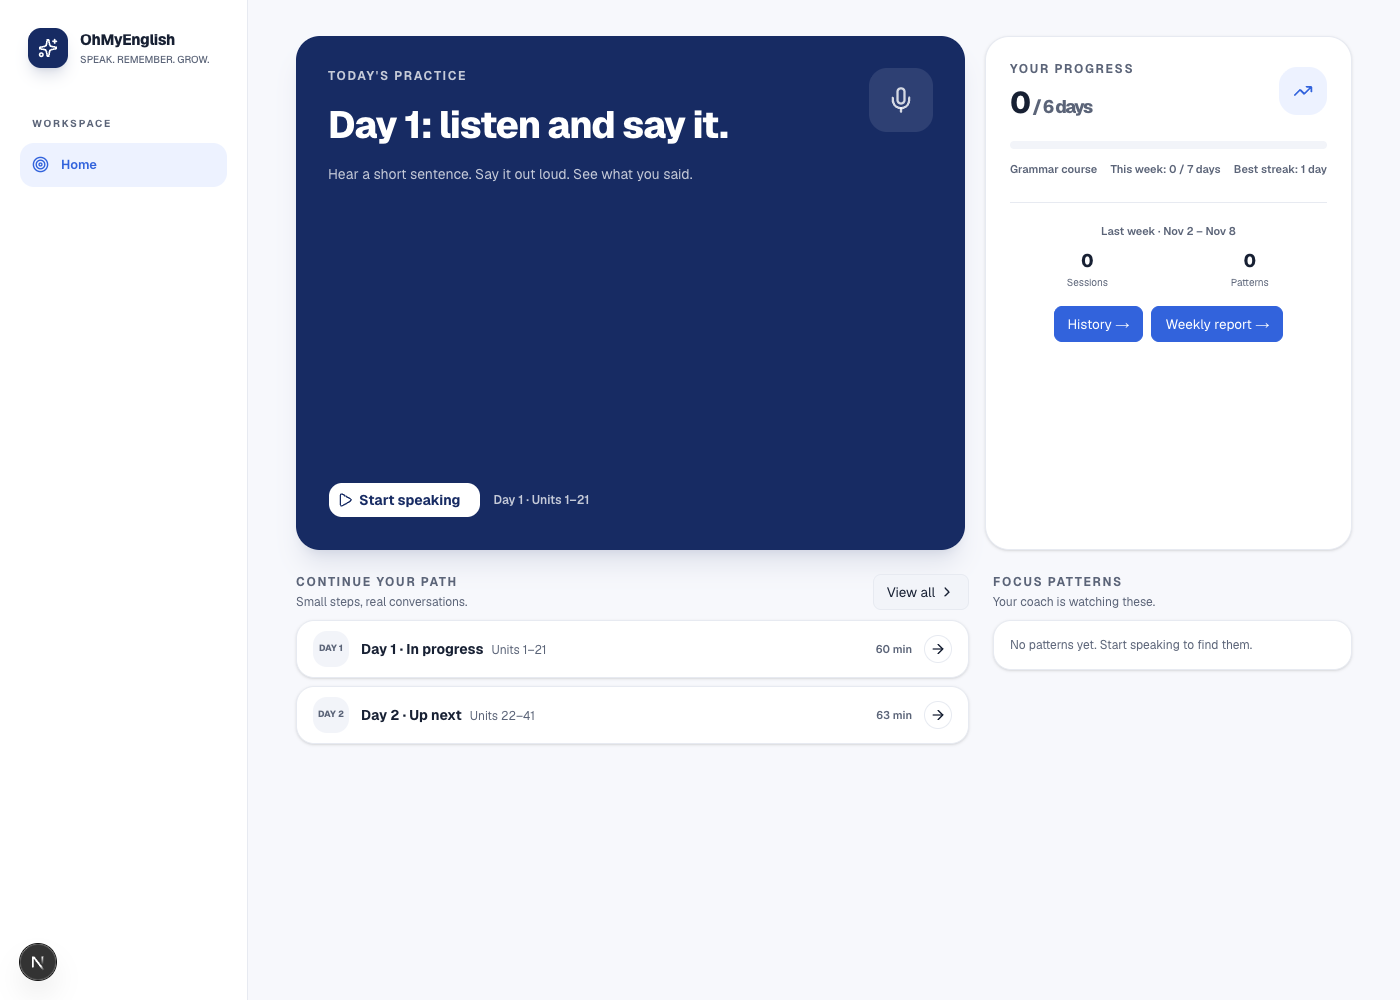 OhMyEnglish
SPEAK. REMEMBER. GROW.
WORKSPACE
Home
TODAY'S PRACTICE
Day 1: listen and say it.
Hear a short sentence. Say it out loud. See what you said.
Start speaking
Day 1 · Units 1–21
YOUR PROGRESS
0 / 6 days
Grammar course This week: 0 / 7 days Best streak: 1 day
Last week · Nov 2 – Nov 8
0 0
Sessions Patterns
History → Weekly report →
CONTINUE YOUR PATH
Small steps, real conversations.
View all
DAY 1 Day 1 · In progress Units 1–21 60 min
DAY 2 Day 2 · Up next Units 22–41 63 min
FOCUS PATTERNS
Your coach is watching these.
No patterns yet. Start speaking to find them.
N